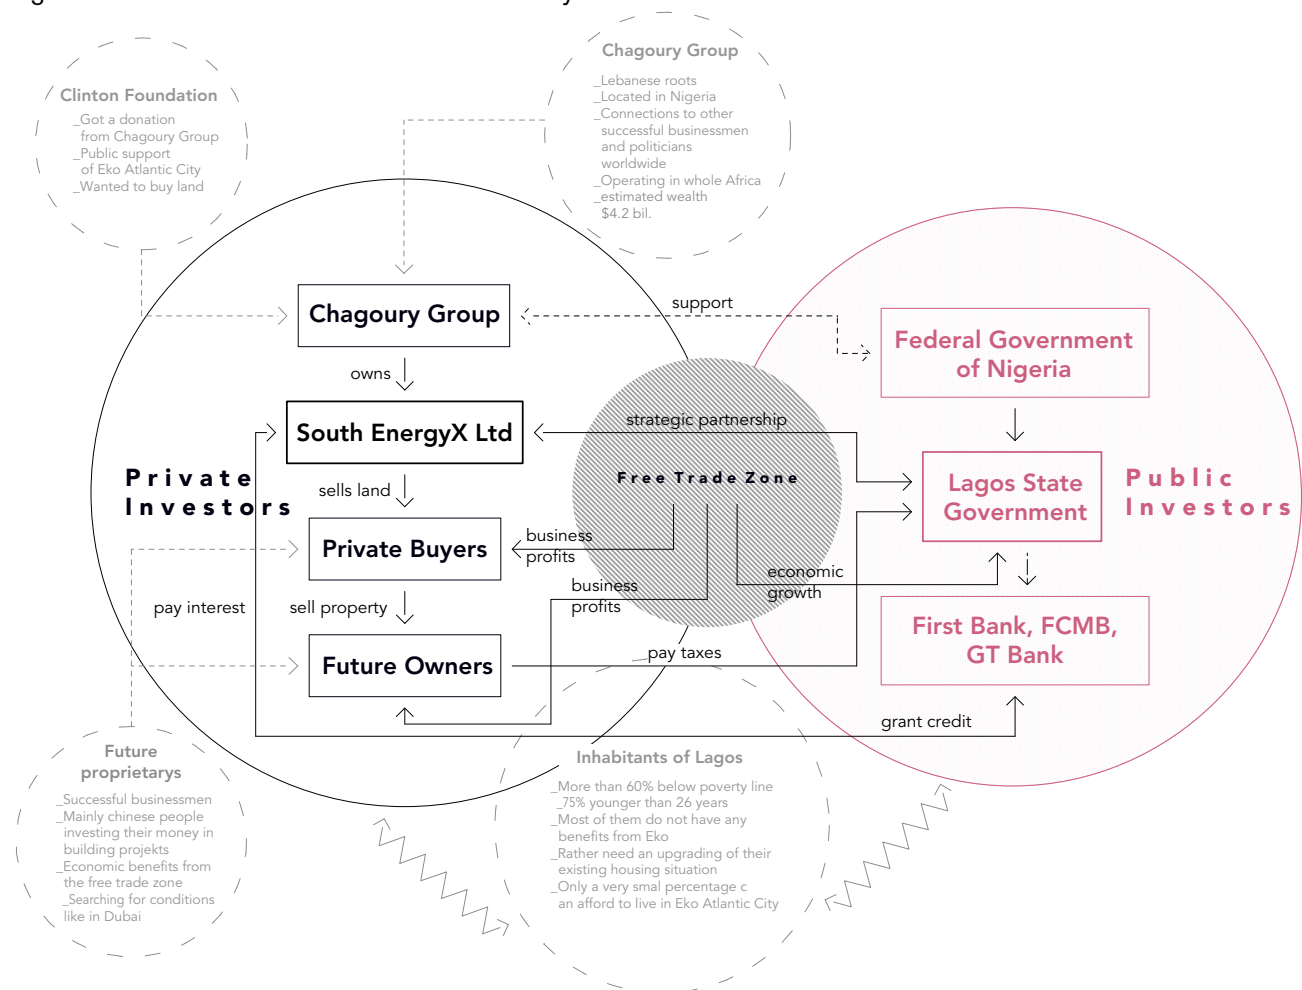 Chagoury Group
_Lebanese roots
_Located in Nigeria
_Connections to other
successful businessmen
and politicians
worldwide
_Operating in whole Africa
_estimated wealth
$4.2 bil.
Clinton Foundation
_Got a donation
from Chagoury Group
_Public support
of Eko Atlantic City
_Wanted to buy land
Chagoury Group
support
Federal Government
of Nigeria
owns
South EnergyX Ltd
strategic partnership
Private
Investors
Free Trade Zone
Lagos State
Government
Public
Investors
sells land
Private Buyers
business
profits
economic
growth
business
profits
pay interest
sell property
First Bank, FCMB,
GT Bank
Future Owners
pay taxes
grant credit
Future
proprietarys
_Successful businessmen
_Mainly chinese people
investing their money in
building projekts
_Economic benefits from
the free trade zone
_Searching for conditions
like in Dubai
Inhabitants of Lagos
_More than 60% below poverty line
_75% younger than 26 years
_Most of them do not have any
benefits from Eko
_Rather need an upgrading of their
existing housing situation
_Only a very smal percentage c
an afford to live in Eko Atlantic City